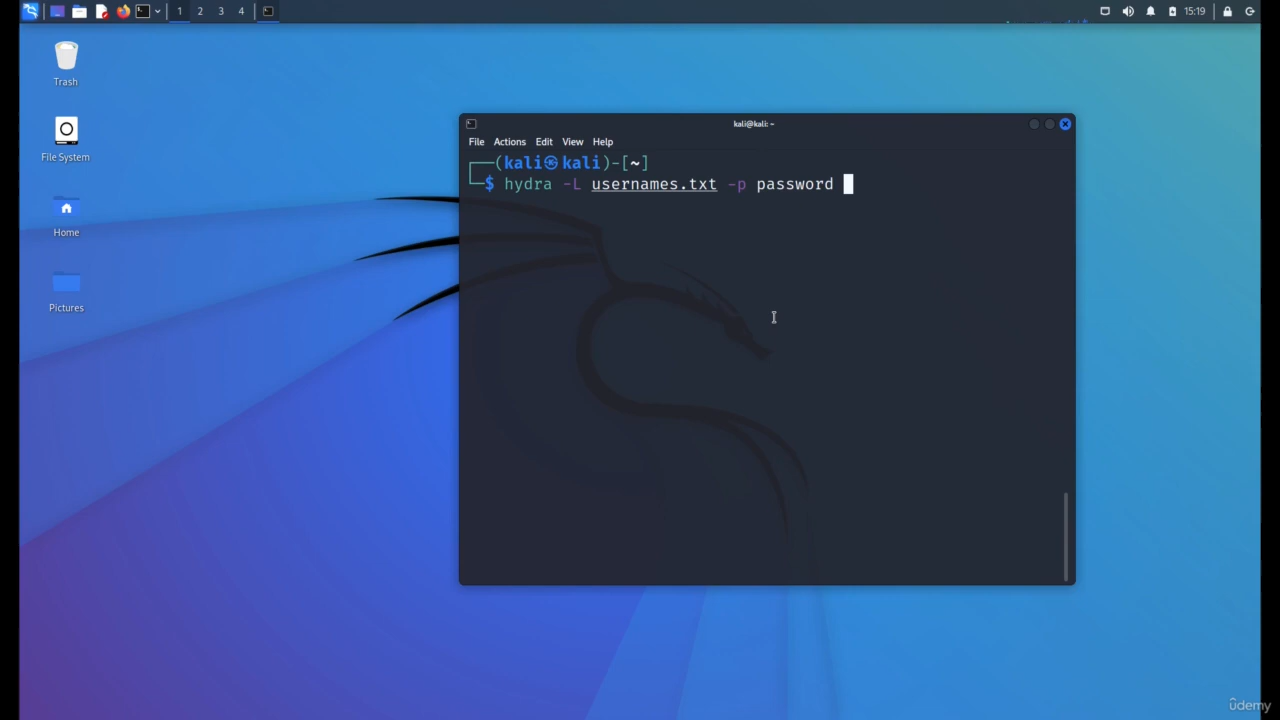 1 2 3 4
15:19
Trash
File System
Home
Pictures
kali@kali: ~
File Actions Edit View Help
┌──(kali㉿kali)-[~]
└─$ hydra -L usernames.txt -p password
ûdemy